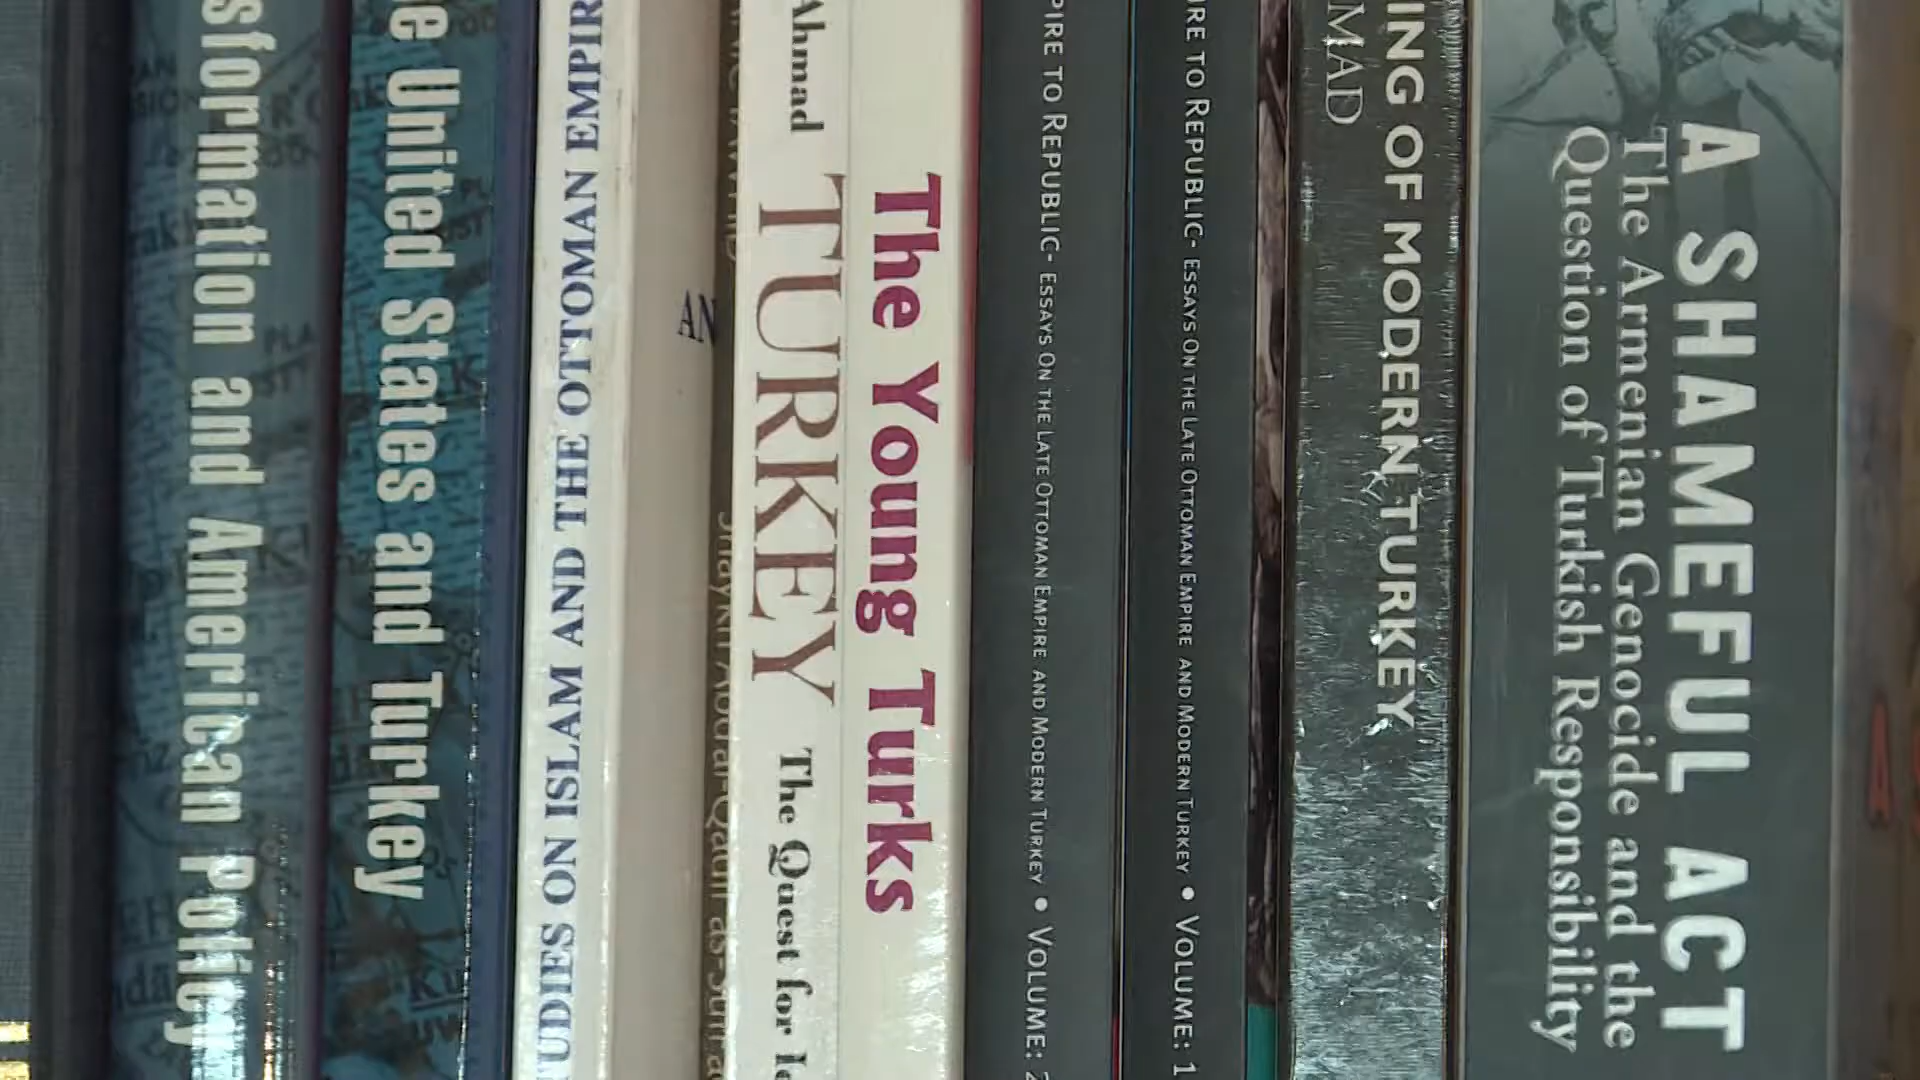 sformation and American Policy
United States and Turkey
TUDIES ON ISLAM AND THE OTTOMAN EMPIR
AN
Ahmad TURKEY The Quest for
The Young Turks
PIRE TO REPUBLIC- ESSAYS ON THE LATE OTTOMAN EMPIRE AND MODERN TURKEY • VOLUME: 2
IRE TO REPUBLIC- ESSAYS ON THE LATE OTTOMAN EMPIRE AND MODERN TURKEY • VOLUME: 1
ING OF MODERN TURKEY
MAD
A SHAMEFUL ACT
The Armenian Genocide and the
Question of Turkish Responsibility